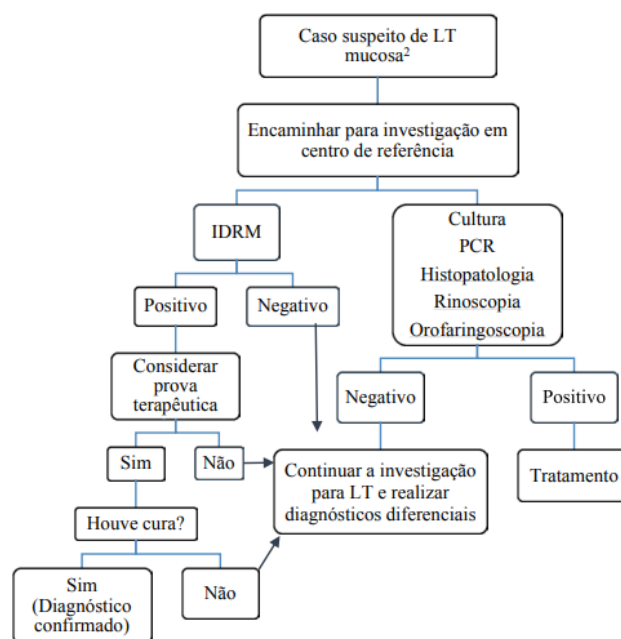 Caso suspeito de LT
mucosa²
Encaminhar para investigação em
centro de referência
IDRM
Cultura
PCR
Histopatologia
Rinoscopia
Orofaringoscopia
Positivo
Negativo
Considerar
prova
terapêutica
Negativo
Positivo
Sim
Não
Continuar a investigação
para LT e realizar
diagnósticos diferenciais
Tratamento
Houve cura?
Sim
(Diagnóstico
confirmado)
Não